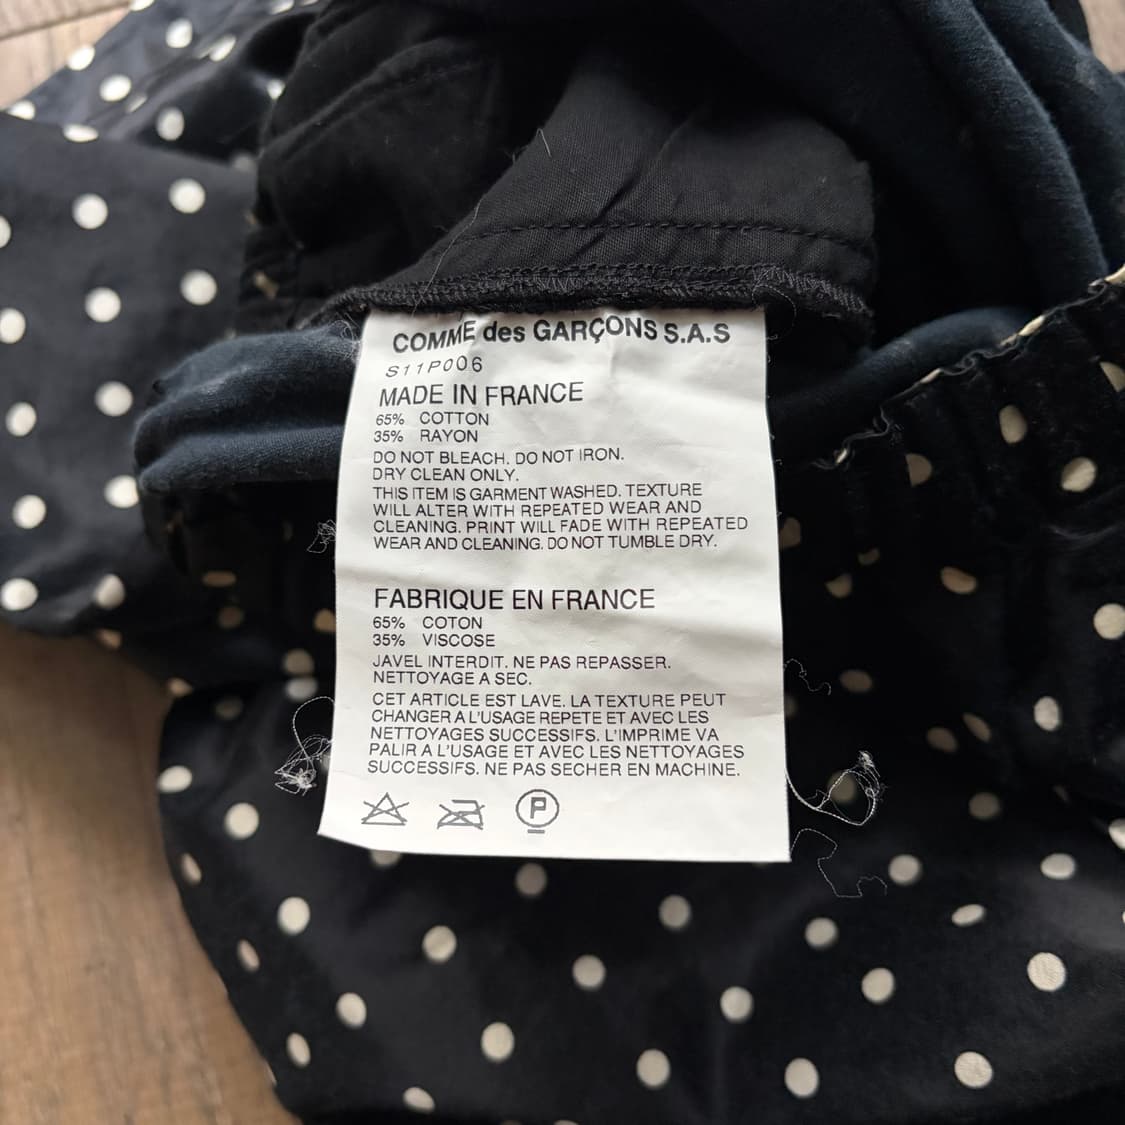 COMME des GARÇONS S.A.S
S11P006
MADE IN FRANCE
65% COTTON
35% RAYON
DO NOT BLEACH. DO NOT IRON.
DRY CLEAN ONLY.
THIS ITEM IS GARMENT WASHED. TEXTURE
WILL ALTER WITH REPEATED WEAR AND
CLEANING. PRINT WILL FADE WITH REPEATED
WEAR AND CLEANING. DO NOT TUMBLE DRY.
FABRIQUE EN FRANCE
65% COTON
35% VISCOSE
JAVEL INTERDIT. NE PAS REPASSER.
NETTOYAGE A SEC.
CET ARTICLE EST LAVE. LA TEXTURE PEUT
CHANGER A L'USAGE REPETE ET AVEC LES
NETTOYAGES SUCCESSIFS. L'IMPRIME VA
PALIR A L'USAGE ET AVEC LES NETTOYAGES
SUCCESSIFS. NE PAS SECHER EN MACHINE.
P